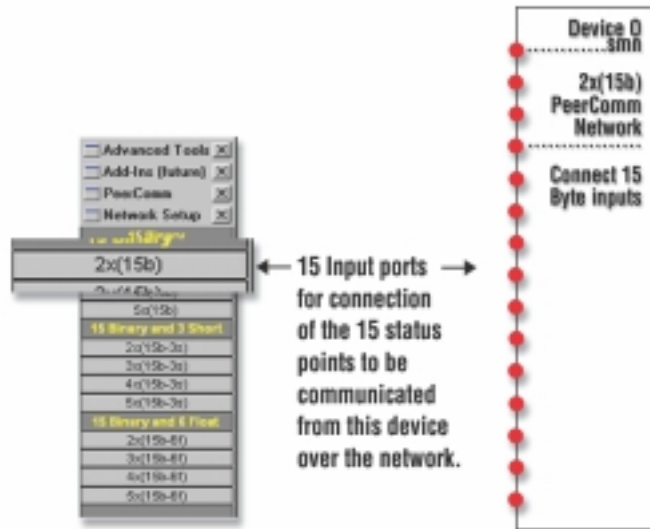 Advanced Tools
Add-Ins (future)
PeerComm
Network Setup
2x(15b)
5x(15b)
15 Binary and 3 Short
2x(15b-3s)
3x(15b-3s)
4x(15b-3s)
5x(15b-3s)
15 Binary and 6 Float
2x(15b-6f)
3x(15b-6f)
4x(15b-6f)
5x(15b-6f)
15 Input ports
for connection
of the 15 status
points to be
communicated
from this device
over the network.
Device 0
smn
2x(15b)
PeerComm
Network
Connect 15
Byte inputs